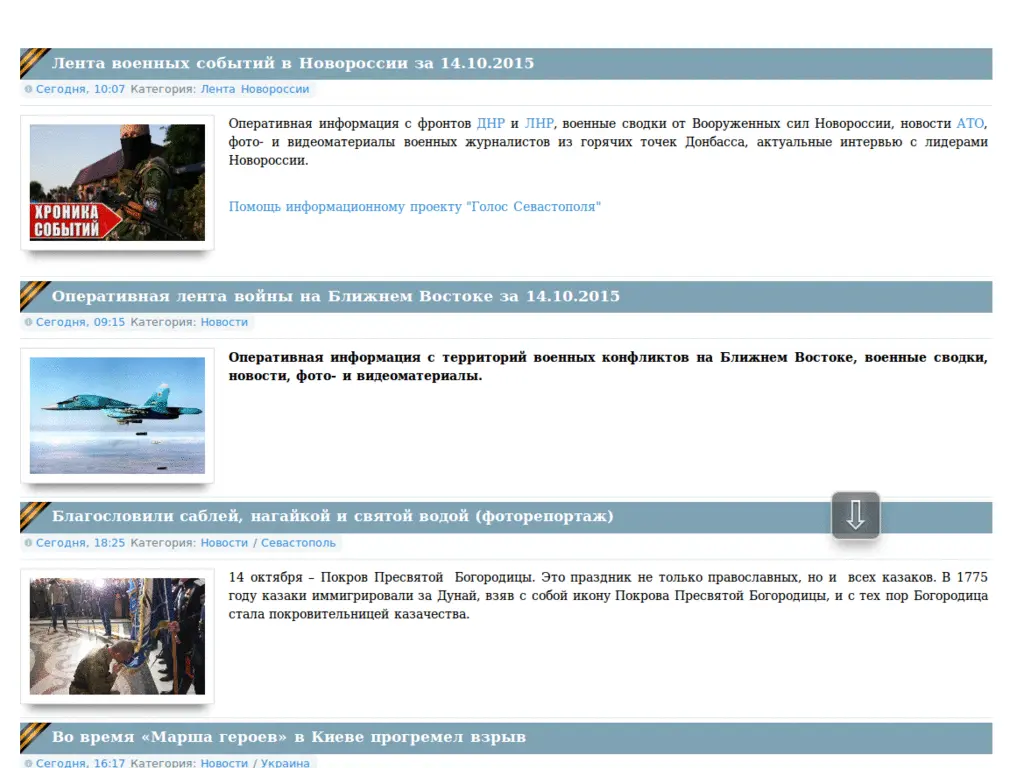 Лента военных событий в Новороссии за 14.10.2015
Сегодня, 10:07 Категория: Лента Новороссии
Оперативная информация с фронтов ДНР и ЛНР, военные сводки от Вооруженных сил Новороссии, новости АТО,
фото- и видеоматериалы военных журналистов из горячих точек Донбасса, актуальные интервью с лидерами
Новороссии.
ХРОНИКА
СОБЫТИЙ
Помощь информационному проекту "Голос Севастополя"
Оперативная лента войны на Ближнем Востоке за 14.10.2015
Сегодня, 09:15 Категория: Новости
Оперативная информация с территорий военных конфликтов на Ближнем Востоке, военные сводки,
новости, фото- и видеоматериалы.
Благословили саблей, нагайкой и святой водой (фоторепортаж)
Сегодня, 18:25 Категория: Новости / Севастополь
14 октября – Покров Пресвятой Богородицы. Это праздник не только православных, но и всех казаков. В 1775
году казаки иммигрировали за Дунай, взяв с собой икону Покрова Пресвятой Богородицы, и с тех пор Богородица
стала покровительницей казачества.
Во время «Марша героев» в Киеве прогремел взрыв
Сегодня, 16:17 Категория: Новости / Украина